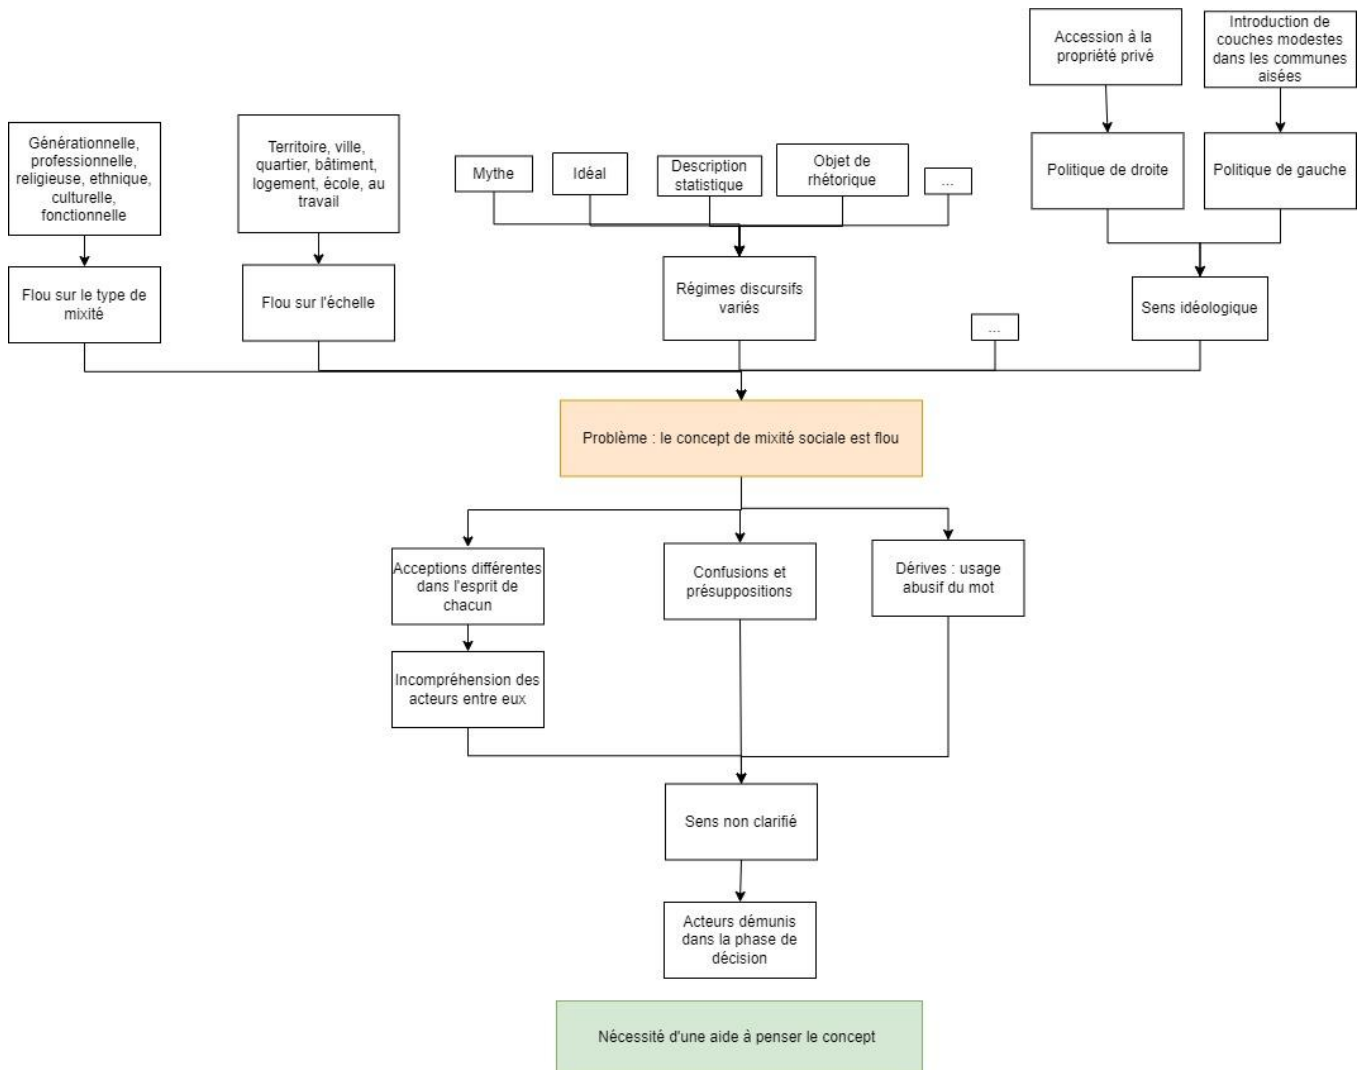 Accession à la
propriété privé
Introduction de
couches modestes
dans les communes
aisées
Générationnelle,
professionnelle,
religieuse, ethnique,
culturelle,
fonctionnelle
Territoire, ville,
quartier, bâtiment,
logement, école, au
travail
Mythe
Idéal
Description
statistique
Objet de
rhétorique
...
Politique de droite
Politique de gauche
Flou sur le type de
mixité
Flou sur l'échelle
Régimes discursifs
variés
...
Sens idéologique
Problème : le concept de mixité sociale est flou
Acceptions différentes
dans l'esprit de
chacun
Confusions et
présuppositions
Dérives : usage
abusif du mot
Incompréhension des
acteurs entre eux
Sens non clarifié
Acteurs démunis
dans la phase de
décision
Nécessité d'une aide à penser le concept